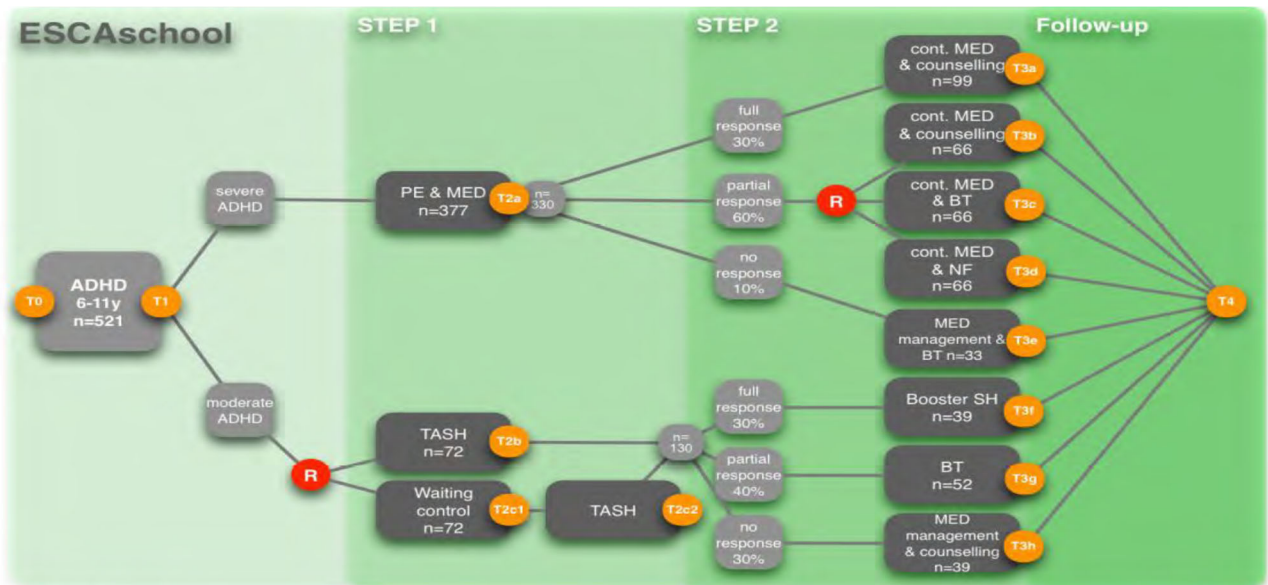 ESCAschool
STEP 1
STEP 2
Follow-up
T0
ADHD
6-11y
n=521
T1
severe
ADHD
moderate
ADHD
R
PE & MED
n=377
T2a
n=
330
TASH
n=72
T2b
Waiting
control
n=72
T2c1
TASH
T2c2
n=
130
full
response
30%
partial
response
60%
R
no
response
10%
full
response
30%
partial
response
40%
no
response
30%
cont. MED
& counselling
n=99
T3a
cont. MED
& counselling
n=66
T3b
cont. MED
& BT
n=66
T3c
cont. MED
& NF
n=66
T3d
MED
management &
BT n=33
T3e
Booster SH
n=39
T3f
BT
n=52
T3g
MED
management
& counselling
n=39
T3h
T4